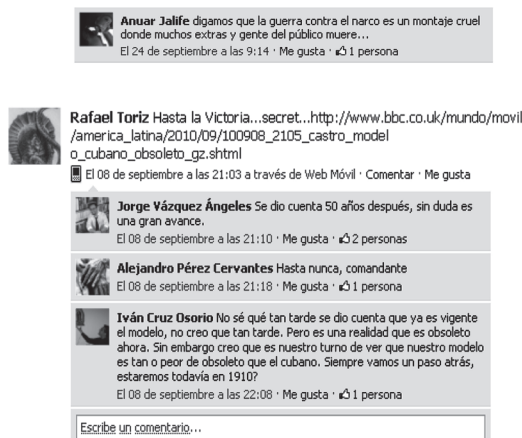 Anuar Jalife digamos que la guerra contra el narco es un montaje cruel
donde muchos extras y gente del público muere...
El 24 de septiembre a las 9:14 · Me gusta · 1 persona
Rafael Toriz Hasta la Victoria...secret...http://www.bbc.co.uk/mundo/movil
/america_latina/2010/09/100908_2105_castro_model
o_cubano_obsoleto_gz.shtml
El 08 de septiembre a las 21:03 a través de Web Móvil · Comentar · Me gusta
Jorge Vázquez Ángeles Se dio cuenta 50 años después, sin duda es
una gran avance.
El 08 de septiembre a las 21:10 · Me gusta · 2 personas
Alejandro Pérez Cervantes Hasta nunca, comandante
El 08 de septiembre a las 21:18 · Me gusta · 1 persona
Iván Cruz Osorio No sé qué tan tarde se dio cuenta que ya es vigente
el modelo, no creo que tan tarde. Pero es una realidad que es obsoleto
ahora. Sin embargo creo que es nuestro turno de ver que nuestro modelo
es tan o peor de obsoleto que el cubano. Siempre vamos un paso atrás,
estaremos todavía en 1910?
El 08 de septiembre a las 22:08 · Me gusta · 1 persona
Escribe un comentario...